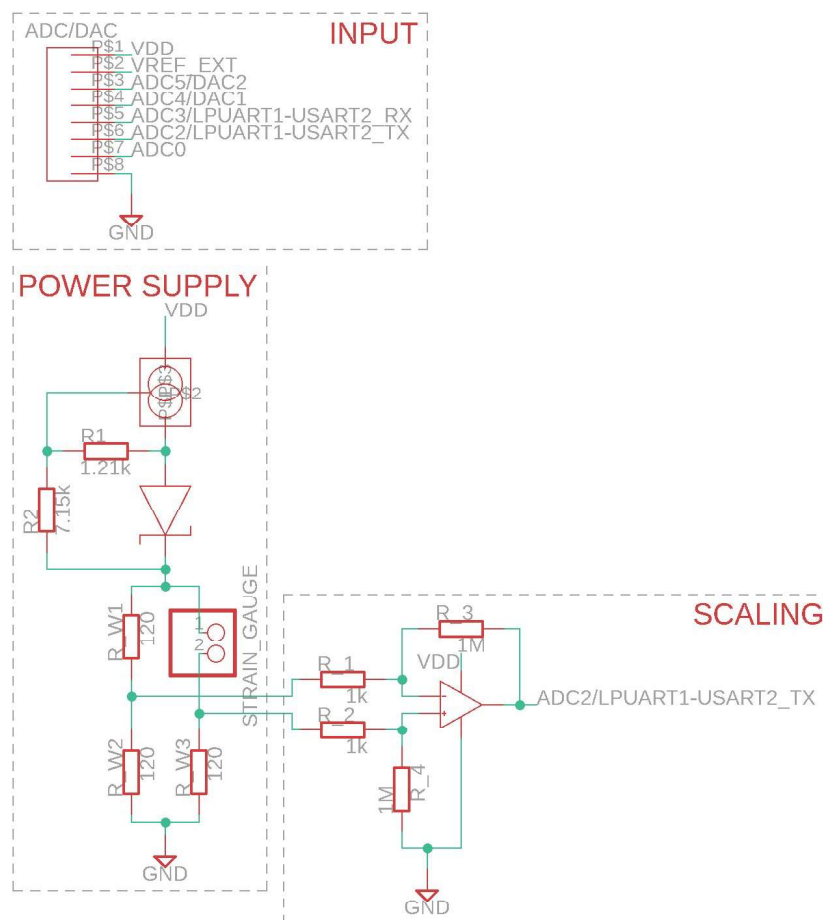 ADC/DAC
INPUT
P$1 VDD
P$2 VREF_EXT
P$3 ADC5/DAC2
P$4 ADC4/DAC1
P$5 ADC3/LPUART1-USART2_RX
P$6 ADC2/LPUART1-USART2_TX
P$7 ADC0
P$8
GND
POWER SUPPLY
VDD
R1
1.21k
R2
7.15k
R_W1
120
1
2
STRAIN_GAUGE
R_W2
120
R_W3
120
GND
SCALING
R_3
1M
VDD
R_1
1k
ADC2/LPUART1-USART2_TX
R_2
1k
R_4
1M
GND